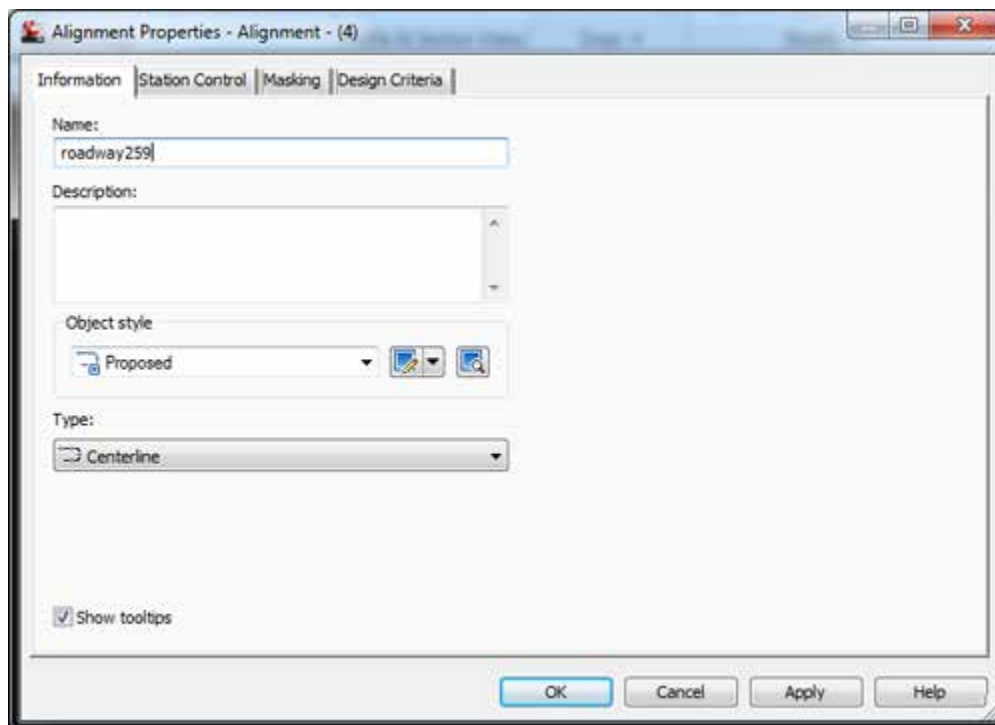 Alignment Properties - Alignment - (4)
Information Station Control Masking Design Criteria
Name:
roadway259
Description:
Object style
Proposed
Type:
Centerline
Show tooltips
OK Cancel Apply Help